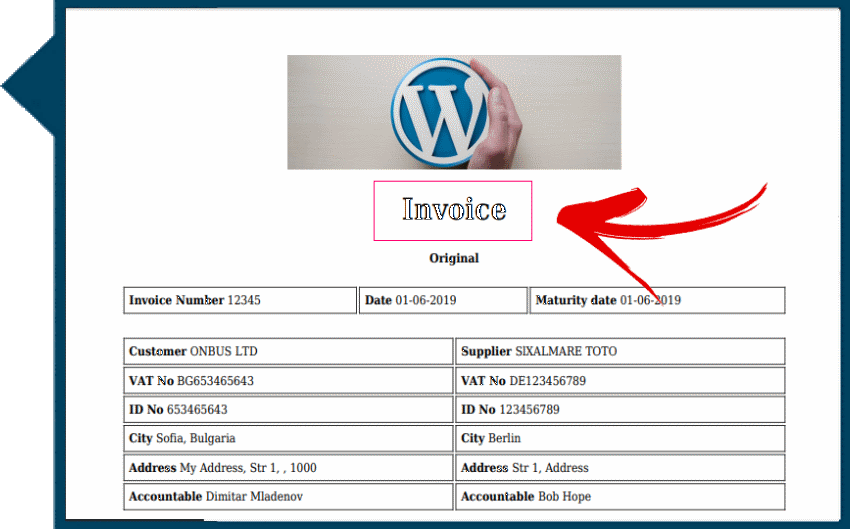 Invoice
Original
Invoice Number 12345 Date 01-06-2019 Maturity date 01-06-2019
Customer ONBUS LTD Supplier SIXALMARE TOTO
VAT No BG653465643 VAT No DE123456789
ID No 653465643 ID No 123456789
City Sofia, Bulgaria City Berlin
Address My Address, Str 1, , 1000 Address Str 1, Address
Accountable Dimitar Mladenov Accountable Bob Hope